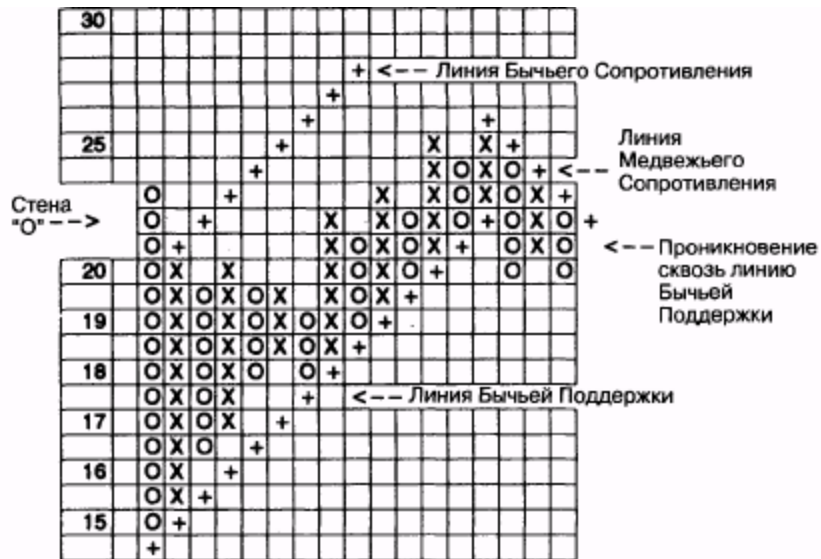 30
+ <-- Линия Бычьего Сопротивления
+
+ +
25 + X X +
+ X O X O + <--
Линия
Медвежьего
Сопротивления
O + X X O X O X +
Стена
"O" -->
O + X X O X O + O X O +
O + X O X O X + O X O <-- Проникновение
сквозь линию
Бычьей
Поддержки
20 O X X X O X O + O O
O X O X O X X O X +
19 O X O X O X O X O +
O X O X O X O X +
18 O X O X O O +
O X O X + <-- Линия Бычьей Поддержки
17 O X O X +
O X O +
16 O X +
O X +
15 O +
+